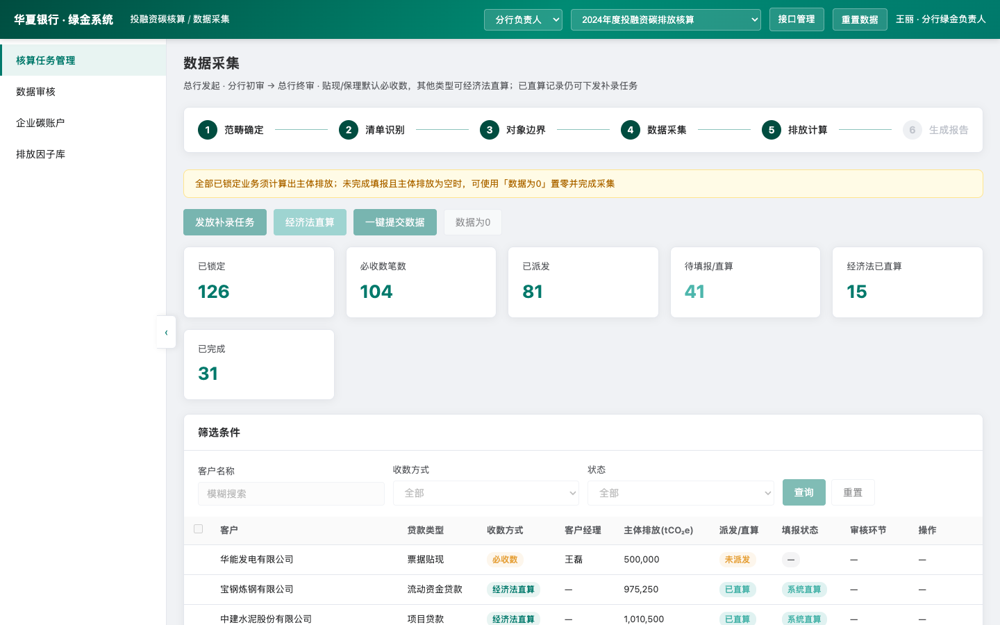 华夏银行 · 绿金系统
投融资碳核算 / 数据采集
分行负责人
2024年度投融资碳排放核算
接口管理
重置数据
王丽 · 分行绿金负责人
核算任务管理
数据审核
企业碳账户
排放因子库
数据采集
总行发起 · 分行初审 → 总行终审 · 贴现/保理默认必收数，其他类型可经济法直算；已直算记录仍可下发补录任务
1 范畴确定
2 清单识别
3 对象边界
4 数据采集
5 排放计算
6 生成报告
全部已锁定业务须计算出主体排放；未完成填报且主体排放为空时，可使用「数据为0」置零并完成采集
发放补录任务
经济法直算
一键提交数据
数据为0
已锁定
126
必收数笔数
104
已派发
81
待填报/直算
41
经济法已直算
15
‹
已完成
31
筛选条件
客户名称
模糊搜索
收数方式
全部
状态
全部
查询
重置
客户 贷款类型 收数方式 客户经理 主体排放(tCO₂e) 派发/直算 填报状态 审核环节 操作
华能发电有限公司 票据贴现 必收数 王磊 500,000 未派发 — — —
宝钢炼钢有限公司 流动资金贷款 经济法直算 — 975,250 已直算 系统直算 — —
中建水泥股份有限公司 项目贷款 经济法直算 — 1,010,500 已直算 系统直算 — —